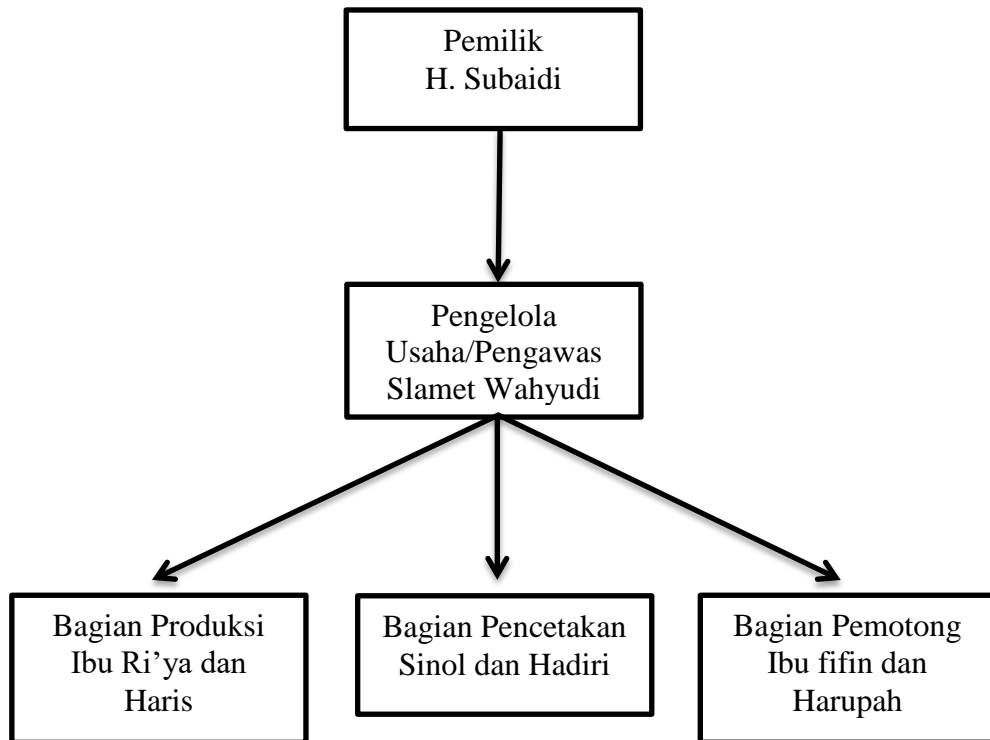 Pemilik
H. Subaidi
Pengelola
Usaha/Pengawas
Slamet Wahyudi
Bagian Produksi
Ibu Ri’ya dan
Haris
Bagian Pencetakan
Sinol dan Hadiri
Bagian Pemotong
Ibu fifin dan
Harupah